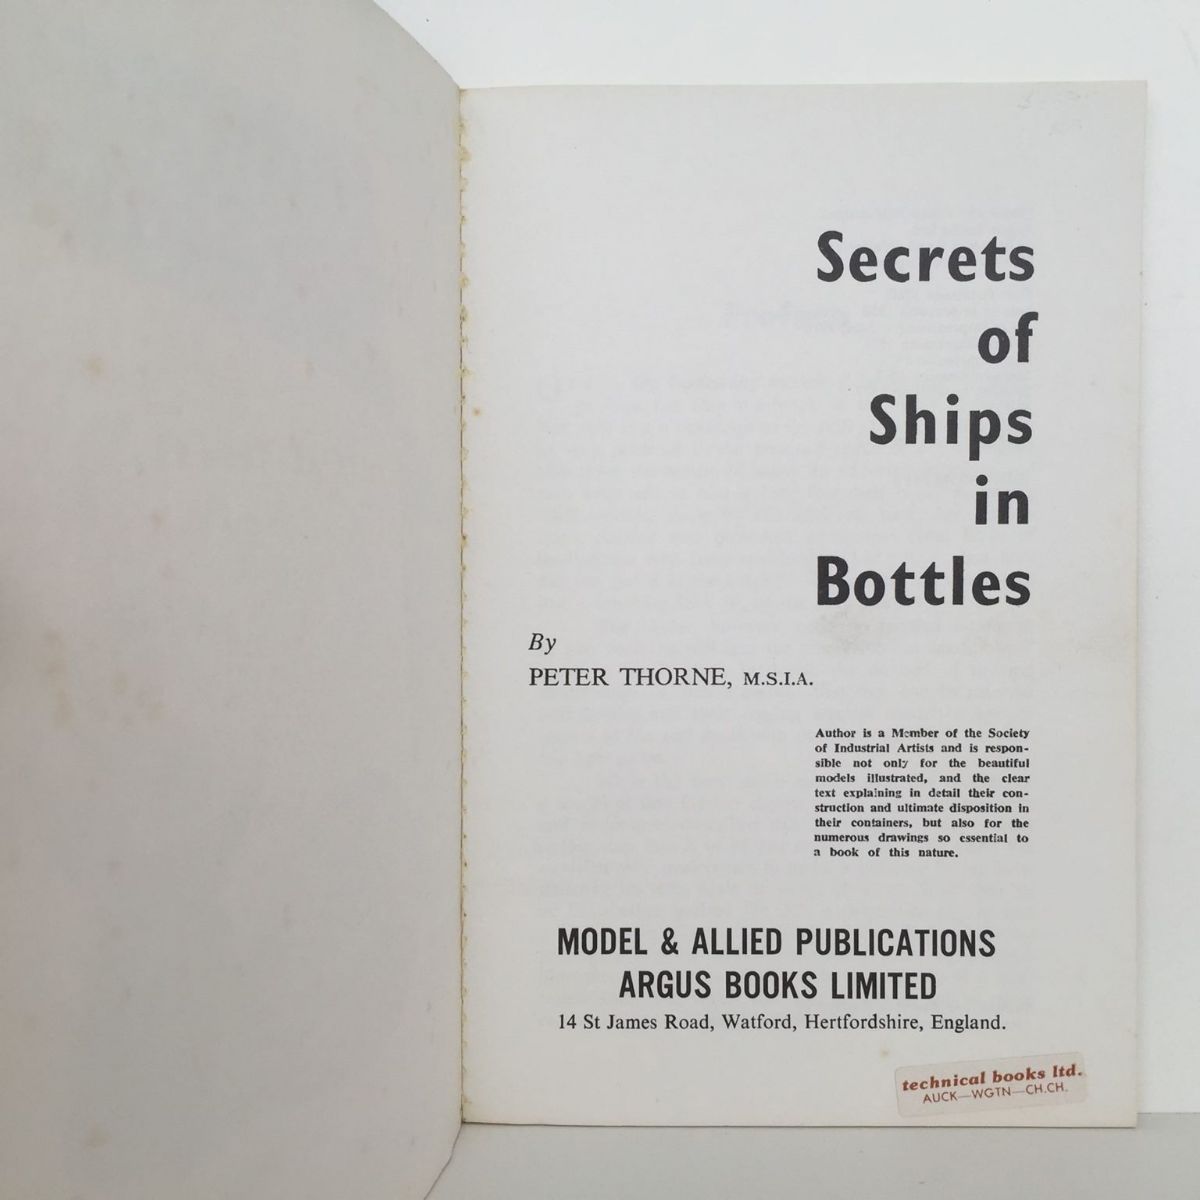 Secrets
of
Ships
in
Bottles
By
PETER THORNE, M.S.I.A.
Author is a Member of the Society
of Industrial Artists and is respon-
sible not only for the beautiful
models illustrated, and the clear
text explaining in detail their con-
struction and ultimate disposition in
their containers, but also for the
numerous drawings so essential to
a book of this nature.
MODEL & ALLIED PUBLICATIONS
ARGUS BOOKS LIMITED
14 St James Road, Watford, Hertfordshire, England.
technical books ltd.
AUCK—WGTN—CH.CH.